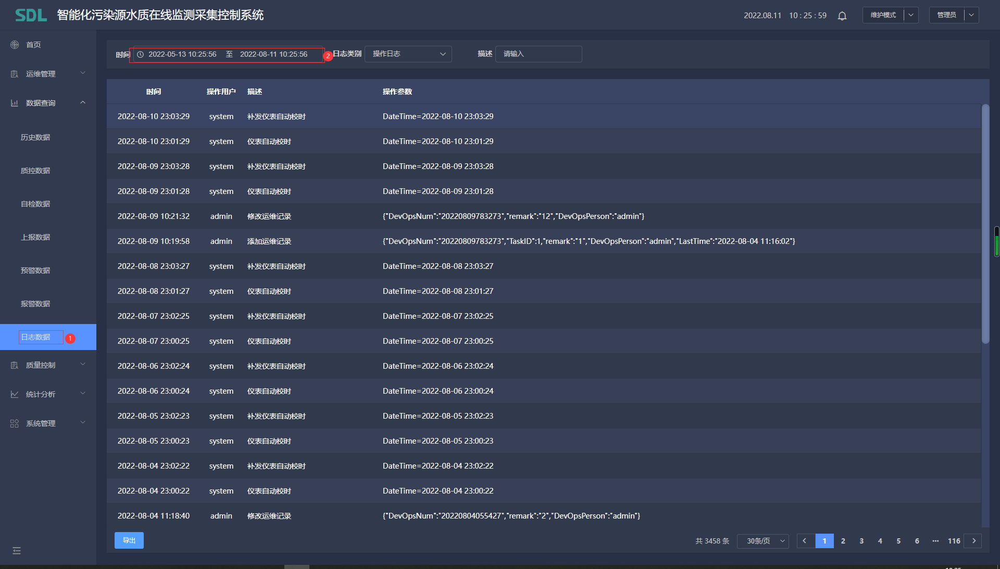 SDL 智能化污染源水质在线监测采集控制系统 2022.08.11 10 : 25 : 59 维护模式 管理员
首页
运维管理
数据查询
历史数据
质控数据
自检数据
上报数据
预警数据
报警数据
日志数据 1
质量控制
统计分析
系统管理
时间 2022-05-13 10:25:56 至 2022-08-11 10:25:56 2 日志类别 操作日志 描述 请输入
时间 操作用户 描述 操作参数
2022-08-10 23:03:29 system 补发仪表自动校时 DateTime=2022-08-10 23:03:29
2022-08-10 23:01:29 system 仪表自动校时 DateTime=2022-08-10 23:01:29
2022-08-09 23:03:28 system 补发仪表自动校时 DateTime=2022-08-09 23:03:28
2022-08-09 23:01:28 system 仪表自动校时 DateTime=2022-08-09 23:01:28
2022-08-09 10:21:32 admin 修改运维记录 {"DevOpsNum":"20220809783273","remark":"12","DevOpsPerson":"admin"}
2022-08-09 10:19:58 admin 添加运维记录 {"DevOpsNum":"20220809783273","TaskID":1,"remark":"1","DevOpsPerson":"admin","LastTime":"2022-08-04 11:16:02"}
2022-08-08 23:03:27 system 补发仪表自动校时 DateTime=2022-08-08 23:03:27
2022-08-08 23:01:27 system 仪表自动校时 DateTime=2022-08-08 23:01:27
2022-08-07 23:02:25 system 补发仪表自动校时 DateTime=2022-08-07 23:02:25
2022-08-07 23:00:25 system 仪表自动校时 DateTime=2022-08-07 23:00:25
2022-08-06 23:02:24 system 补发仪表自动校时 DateTime=2022-08-06 23:02:24
2022-08-06 23:00:24 system 仪表自动校时 DateTime=2022-08-06 23:00:24
2022-08-05 23:02:23 system 补发仪表自动校时 DateTime=2022-08-05 23:02:23
2022-08-05 23:00:23 system 仪表自动校时 DateTime=2022-08-05 23:00:23
2022-08-04 23:02:22 system 补发仪表自动校时 DateTime=2022-08-04 23:02:22
2022-08-04 23:00:22 system 仪表自动校时 DateTime=2022-08-04 23:00:22
2022-08-04 11:18:40 admin 修改运维记录 {"DevOpsNum":"20220804055427","remark":"2","DevOpsPerson":"admin"}
导出 共 3458 条 30条/页 1 2 3 4 5 6 ··· 116